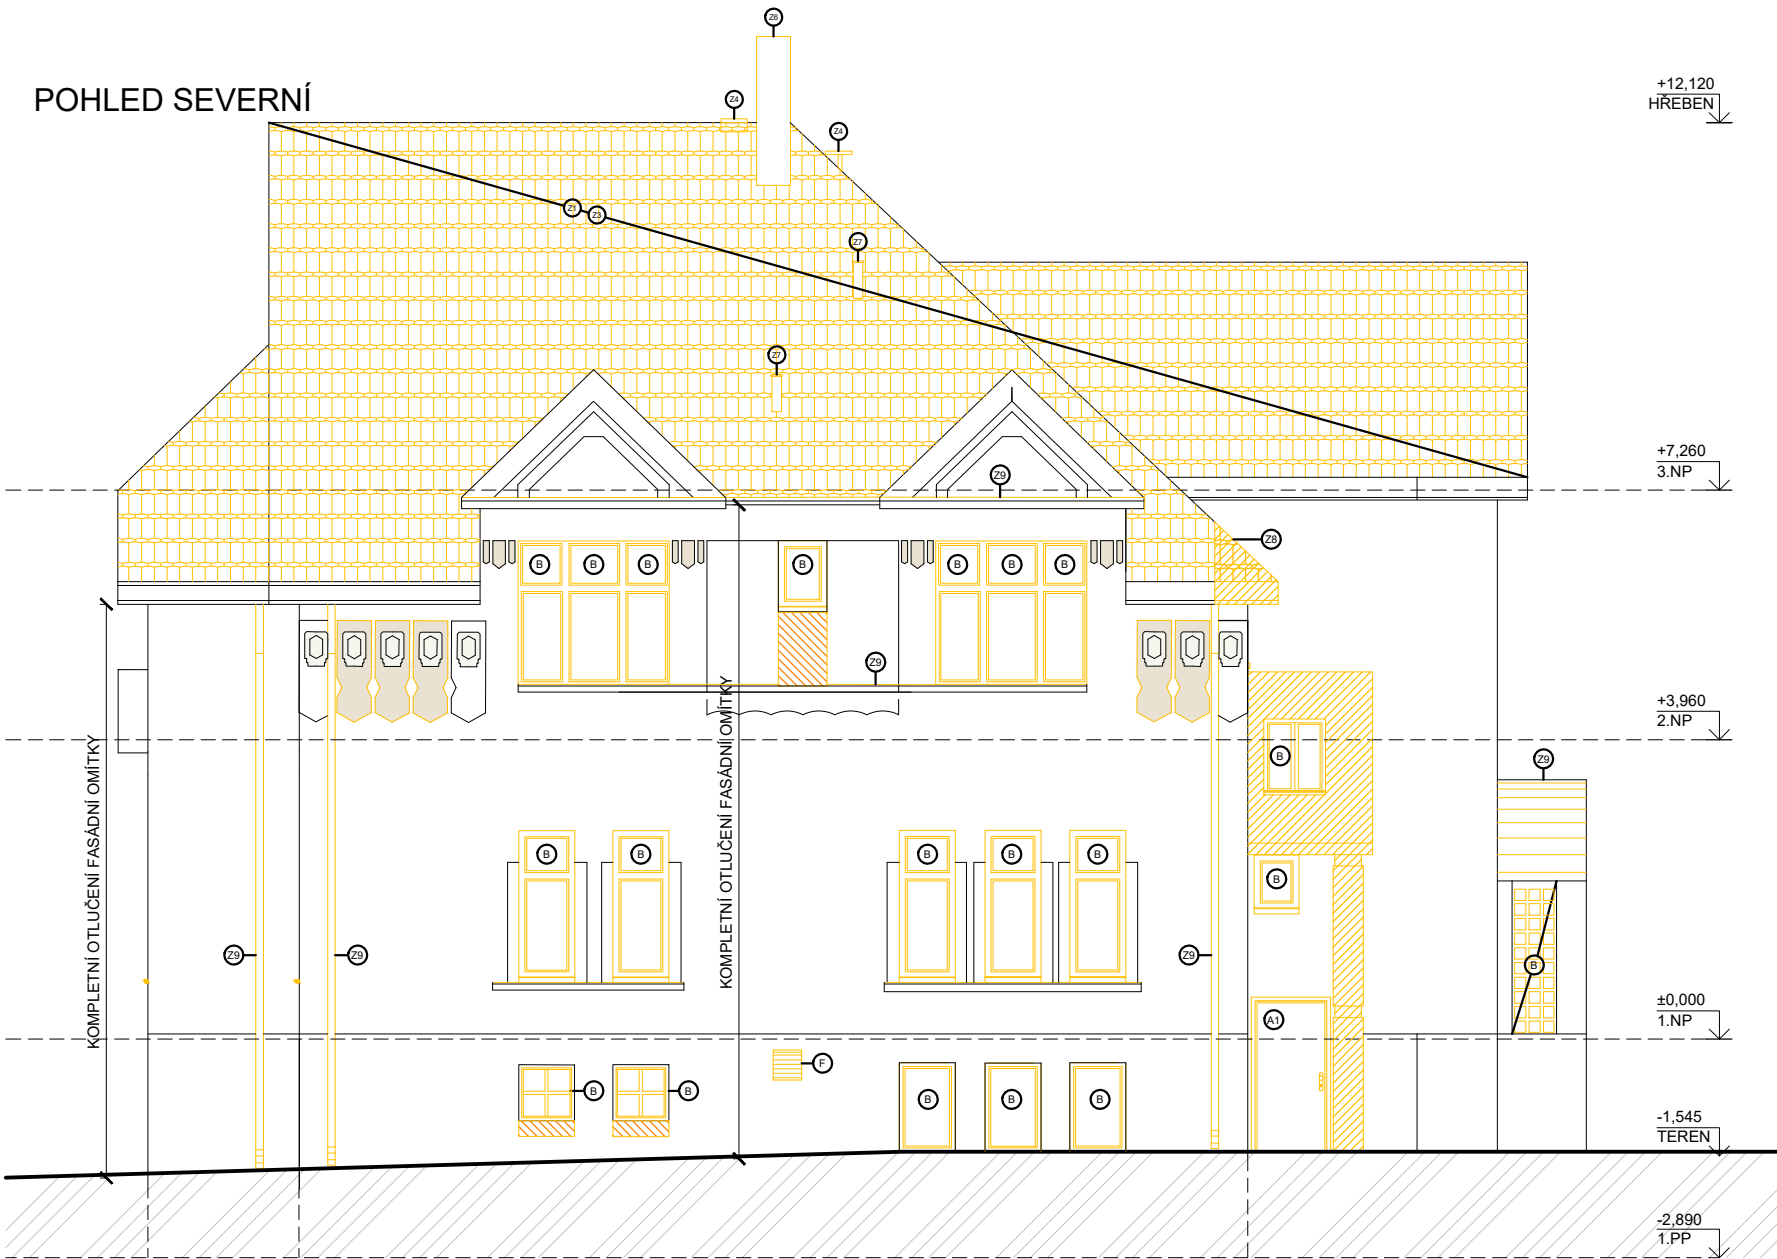 POHLED SEVERNÍ
Z6
Z4
Z4
+12,120
HŘEBEN
Z1
Z3
Z7
Z7
Z9
+7,260
3.NP
Z8
B
B
B
B
B
B
B
Z9
+3,960
2.NP
B
Z9
KOMPLETNÍ OTLUČENÍ FASÁDNÍ OMÍTKY
KOMPLETNÍ OTLUČENÍ FASÁDNÍ OMÍTKY
B
B
B
B
B
B
Z9
Z9
Z9
B
±0,000
1.NP
A1
F
B
B
B
B
B
-1,545
TEREN
-2,890
1.PP